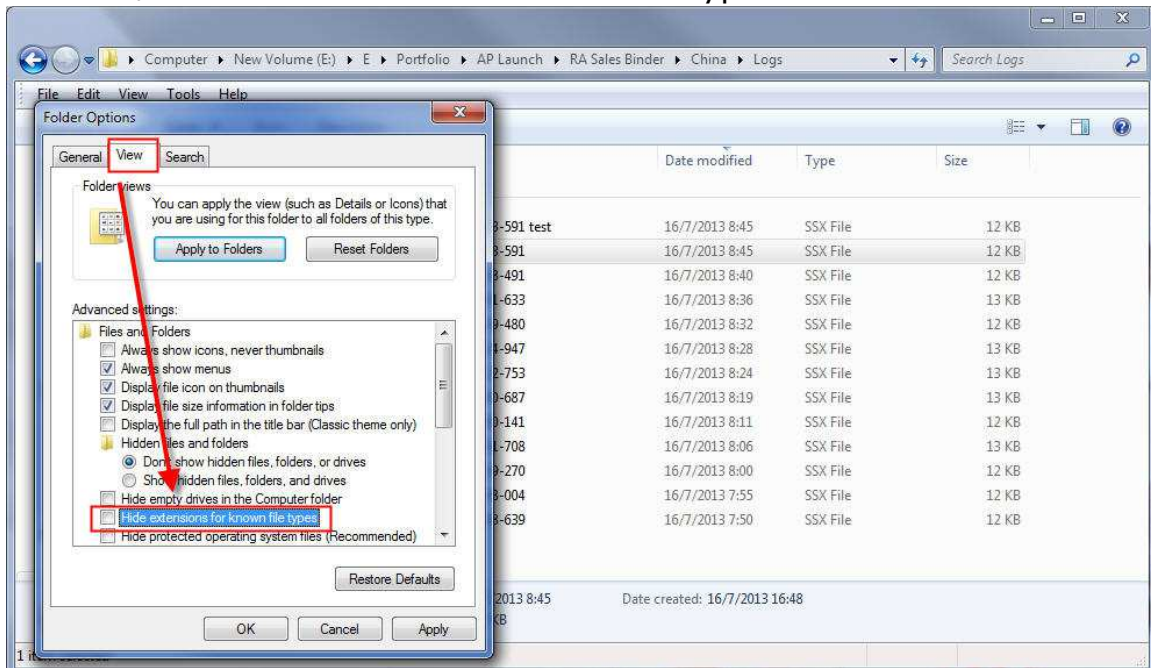 Computer ▸ New Volume (E:) ▸ E ▸ Portfolio ▸ AP Launch ▸ RA Sales Binder ▸ China ▸ Logs
Search Logs
File Edit View Tools Help
Folder Options
General View Search
Folder views
You can apply the view (such as Details or Icons) that
you are using for this folder to all folders of this type.
Apply to Folders Reset Folders
Advanced settings:
Files and Folders
Always show icons, never thumbnails
Always show menus
Display file icon on thumbnails
Display file size information in folder tips
Display the full path in the title bar (Classic theme only)
Hidden files and folders
Don't show hidden files, folders, or drives
Show hidden files, folders, and drives
Hide empty drives in the Computer folder
Hide extensions for known file types
Hide protected operating system files (Recommended)
Restore Defaults
OK Cancel Apply
Date modified Type Size
-591 test 16/7/2013 8:45 SSX File 12 KB
-591 16/7/2013 8:45 SSX File 12 KB
-491 16/7/2013 8:40 SSX File 12 KB
-633 16/7/2013 8:36 SSX File 13 KB
-480 16/7/2013 8:32 SSX File 12 KB
-947 16/7/2013 8:28 SSX File 13 KB
-753 16/7/2013 8:24 SSX File 13 KB
-687 16/7/2013 8:19 SSX File 13 KB
-141 16/7/2013 8:11 SSX File 12 KB
-708 16/7/2013 8:06 SSX File 13 KB
-270 16/7/2013 8:00 SSX File 12 KB
-004 16/7/2013 7:55 SSX File 12 KB
-639 16/7/2013 7:50 SSX File 12 KB
2013 8:45 Date created: 16/7/2013 16:48
KB